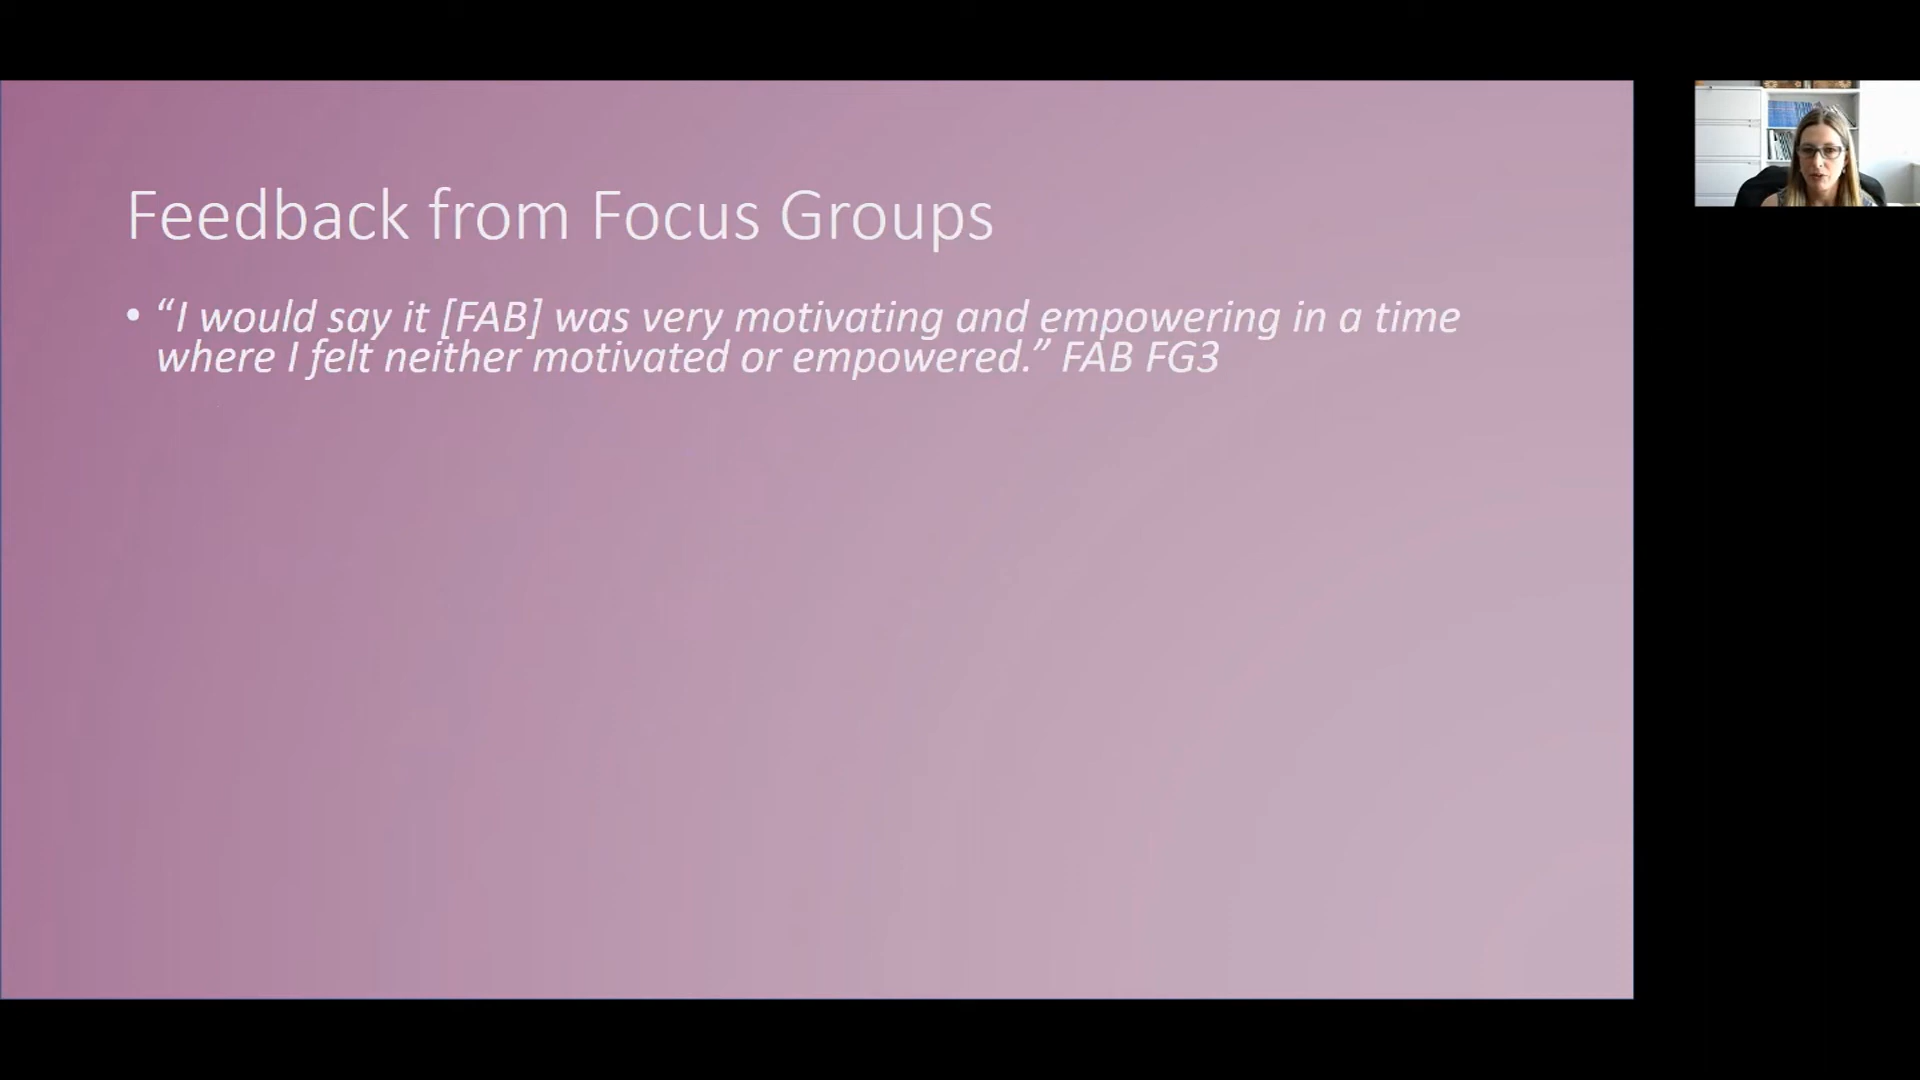 Feedback from Focus Groups
• “I would say it [FAB] was very motivating and empowering in a time
where I felt neither motivated or empowered.” FAB FG3